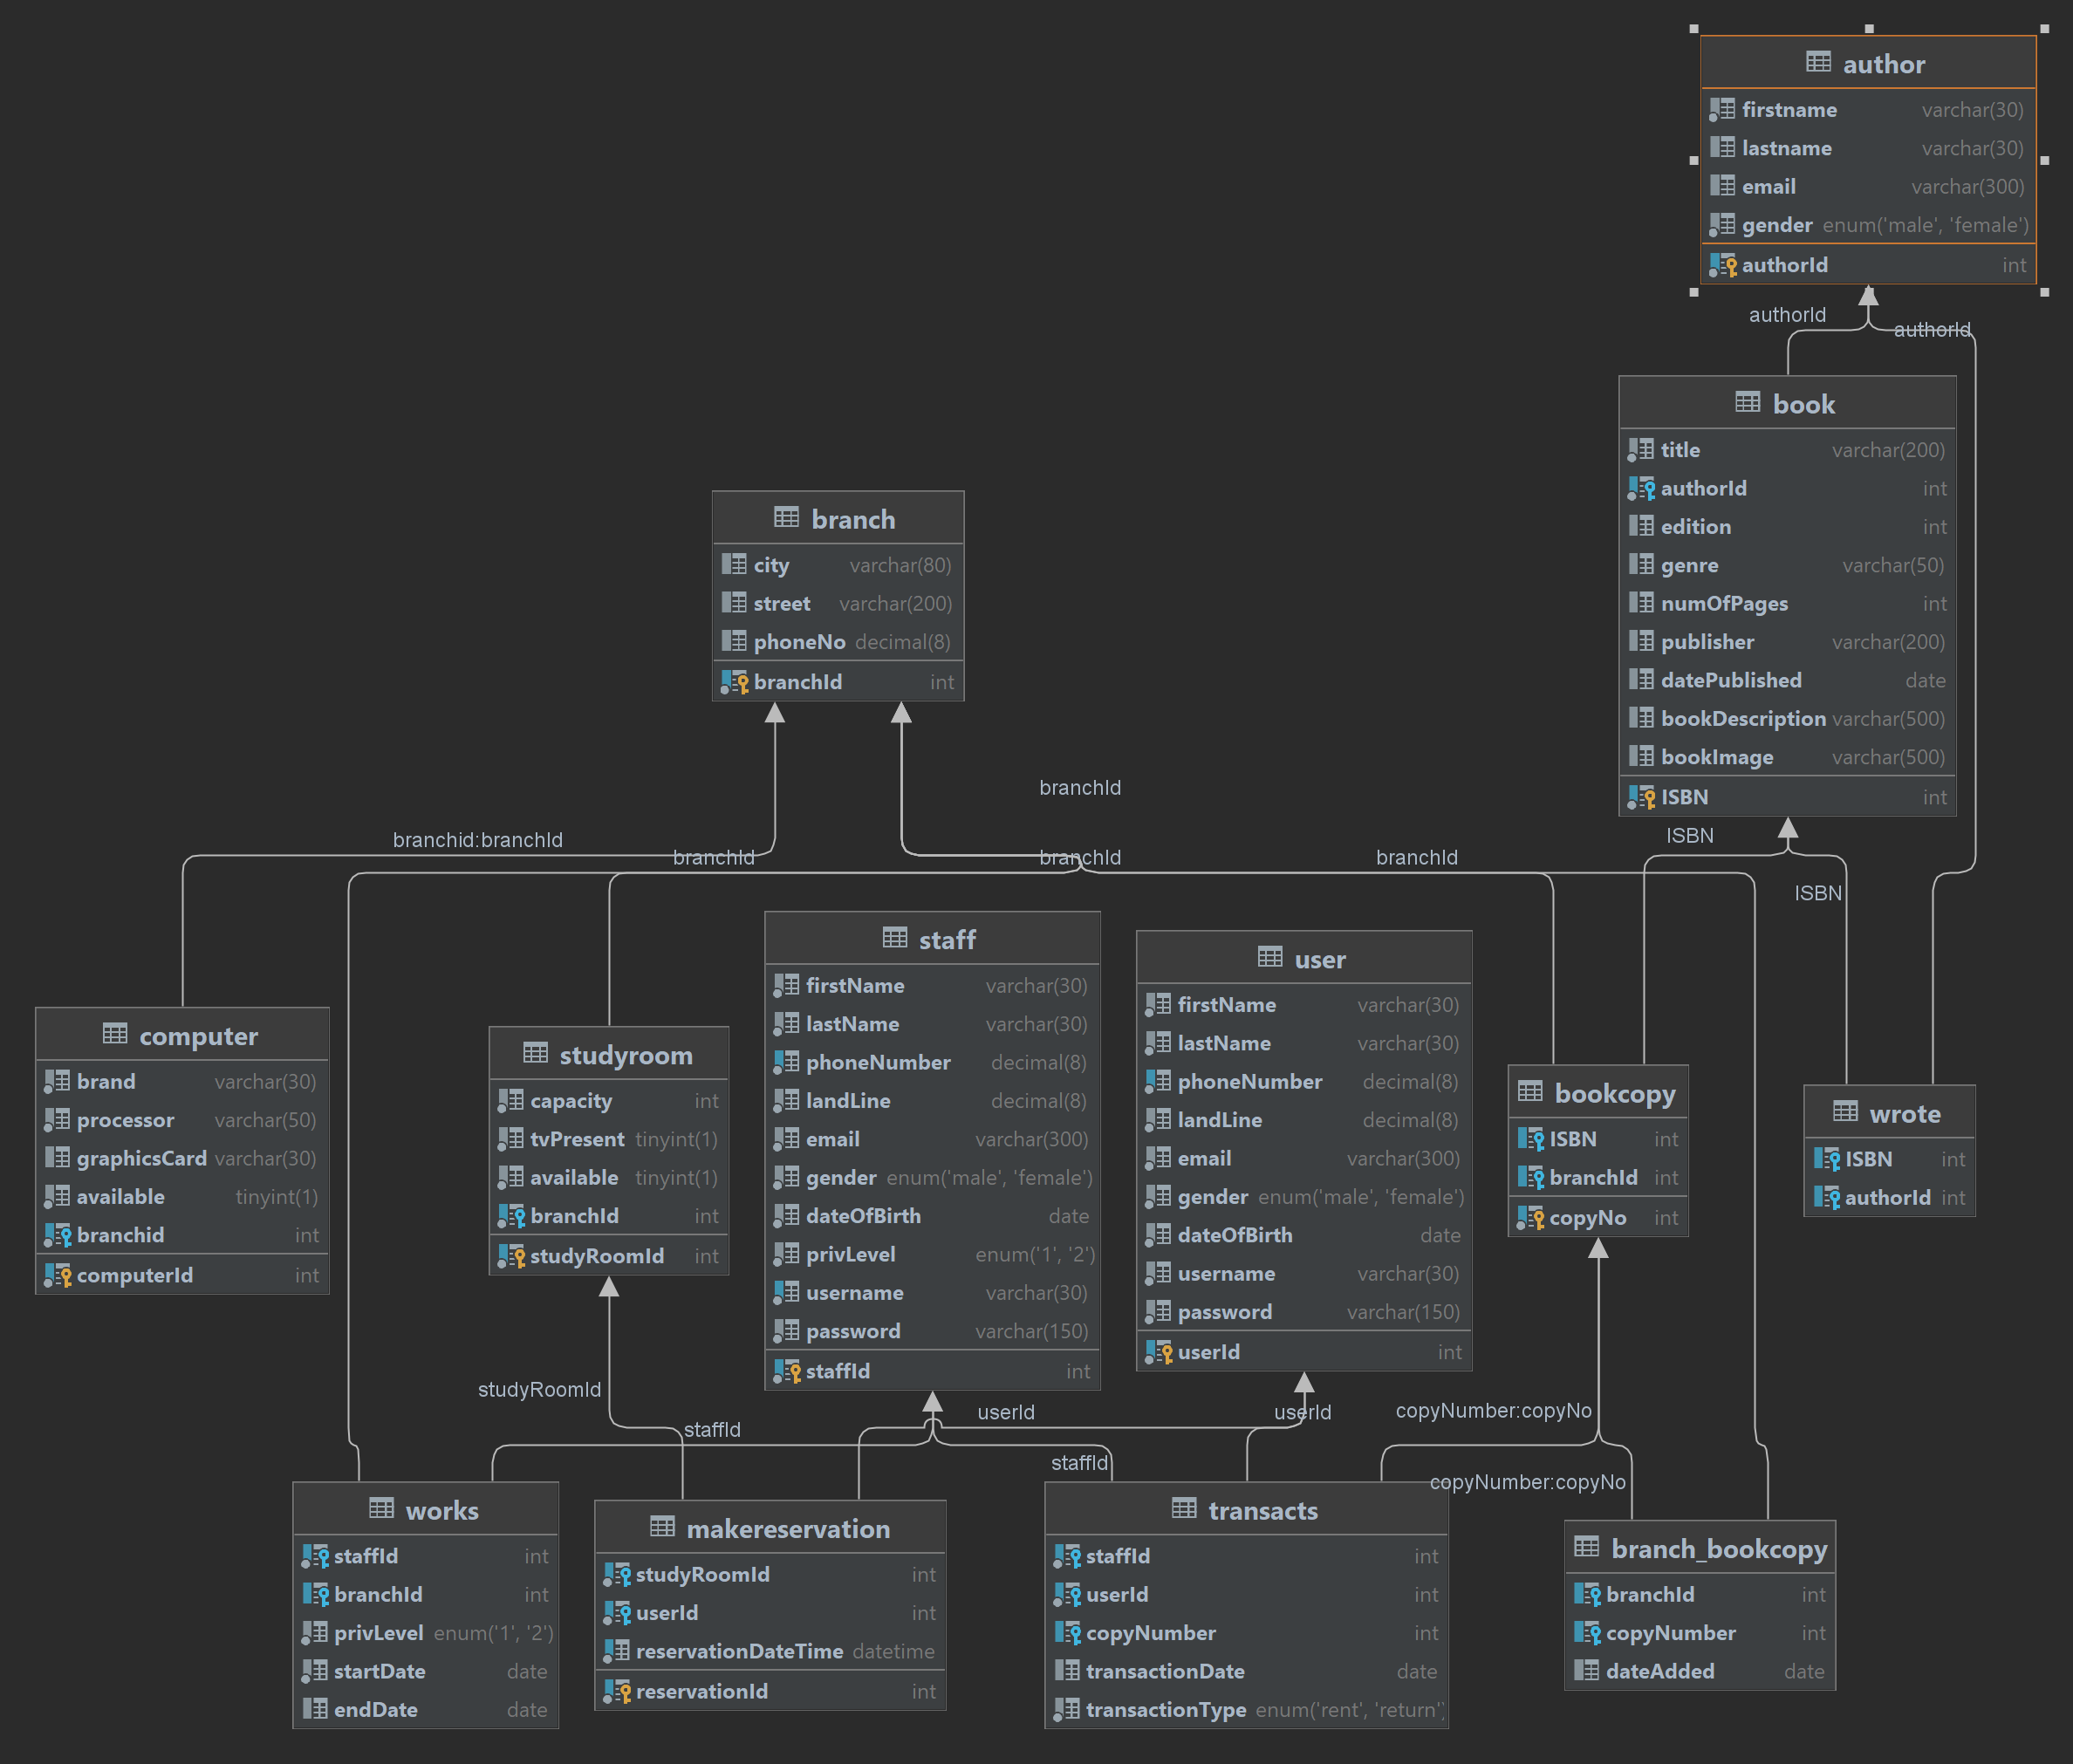 author
firstname varchar(30)
lastname varchar(30)
email varchar(300)
gender enum('male', 'female')
authorId int
authorId
authorId
book
title varchar(200)
authorId int
edition int
genre varchar(50)
numOfPages int
publisher varchar(200)
datePublished date
bookDescription varchar(500)
bookImage varchar(500)
ISBN int
branch
city varchar(80)
street varchar(200)
phoneNo decimal(8)
branchId int
branchId
branchid:branchId
branchId
branchId
branchId
ISBN
ISBN
computer
brand varchar(30)
processor varchar(50)
graphicsCard varchar(30)
available tinyint(1)
branchid int
computerId int
studyroom
capacity int
tvPresent tinyint(1)
available tinyint(1)
branchId int
studyRoomId int
staff
firstName varchar(30)
lastName varchar(30)
phoneNumber decimal(8)
landLine decimal(8)
email varchar(300)
gender enum('male', 'female')
dateOfBirth date
privLevel enum('1', '2')
username varchar(30)
password varchar(150)
staffId int
user
firstName varchar(30)
lastName varchar(30)
phoneNumber decimal(8)
landLine decimal(8)
email varchar(300)
gender enum('male', 'female')
dateOfBirth date
username varchar(30)
password varchar(150)
userId int
bookcopy
ISBN int
branchId int
copyNo int
wrote
ISBN int
authorId int
studyRoomId
staffId
userId
userId
staffId
copyNumber:copyNo
copyNumber:copyNo
works
staffId int
branchId int
privLevel enum('1', '2')
startDate date
endDate date
makereservation
studyRoomId int
userId int
reservationDateTime datetime
reservationId int
transacts
staffId int
userId int
copyNumber int
transactionDate date
transactionType enum('rent', 'return',
branch_bookcopy
branchId int
copyNumber int
dateAdded date